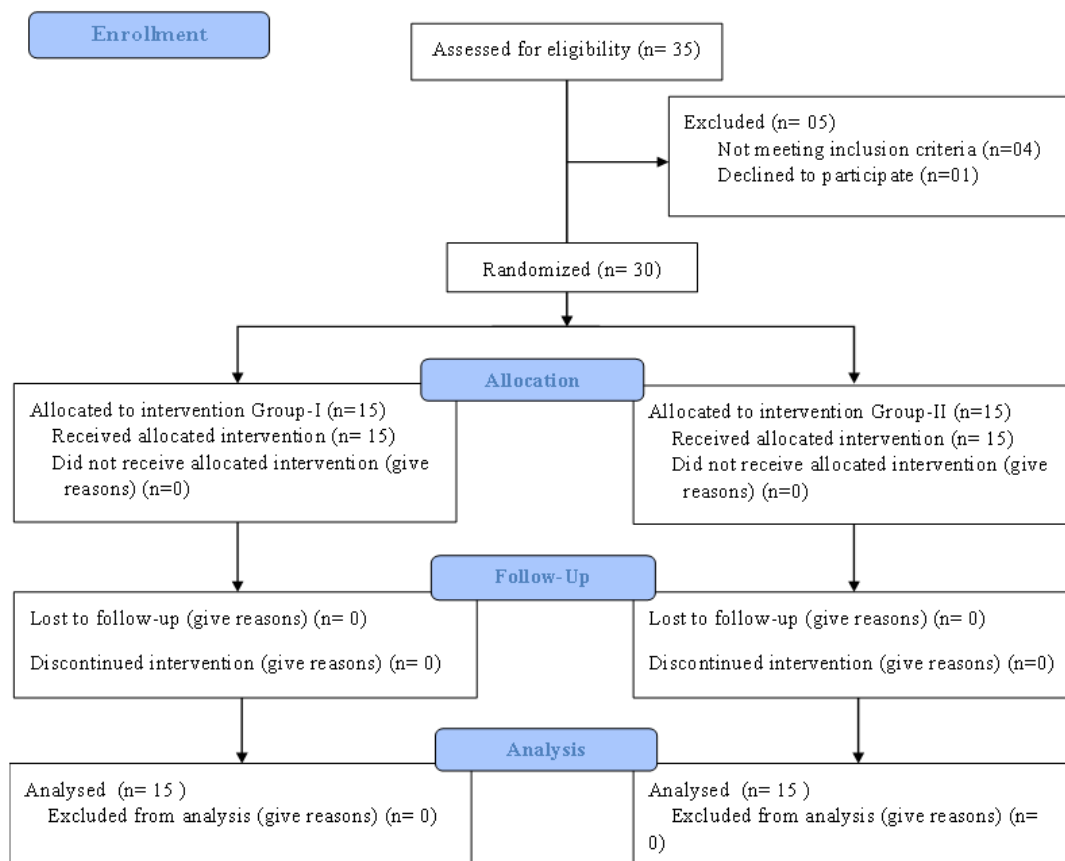 Enrollment
Assessed for eligibility (n= 35)
Excluded (n= 05)
Not meeting inclusion criteria (n=04)
Declined to participate (n=01)
Randomized (n= 30)
Allocation
Allocated to intervention Group-I (n=15)
Received allocated intervention (n= 15)
Did not receive allocated intervention (give
reasons) (n=0)
Allocated to intervention Group-II (n=15)
Received allocated intervention (n= 15)
Did not receive allocated intervention (give
reasons) (n=0)
Follow-Up
Lost to follow-up (give reasons) (n= 0)
Discontinued intervention (give reasons) (n= 0)
Lost to follow-up (give reasons) (n= 0)
Discontinued intervention (give reasons) (n=0)
Analysis
Analysed (n= 15 )
Excluded from analysis (give reasons) (n= 0)
Analysed (n= 15 )
Excluded from analysis (give reasons) (n=
0)